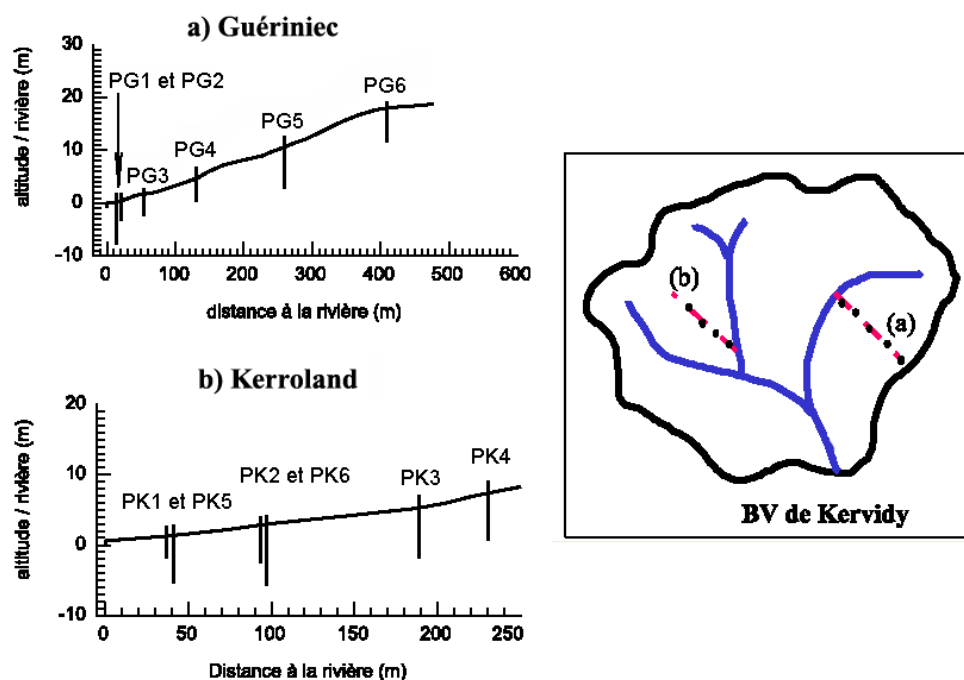 a) Guériniec
altitude / rivière (m)
30
20
10
0
-10
PG1 et PG2
PG3
PG4
PG5
PG6
0 100 200 300 400 500 600
distance à la rivière (m)
b) Kerroland
altitude / rivière (m)
20
10
0
-10
PK1 et PK5
PK2 et PK6
PK3
PK4
0 50 100 150 200 250
Distance à la rivière (m)
(b)
(a)
BV de Kervidy